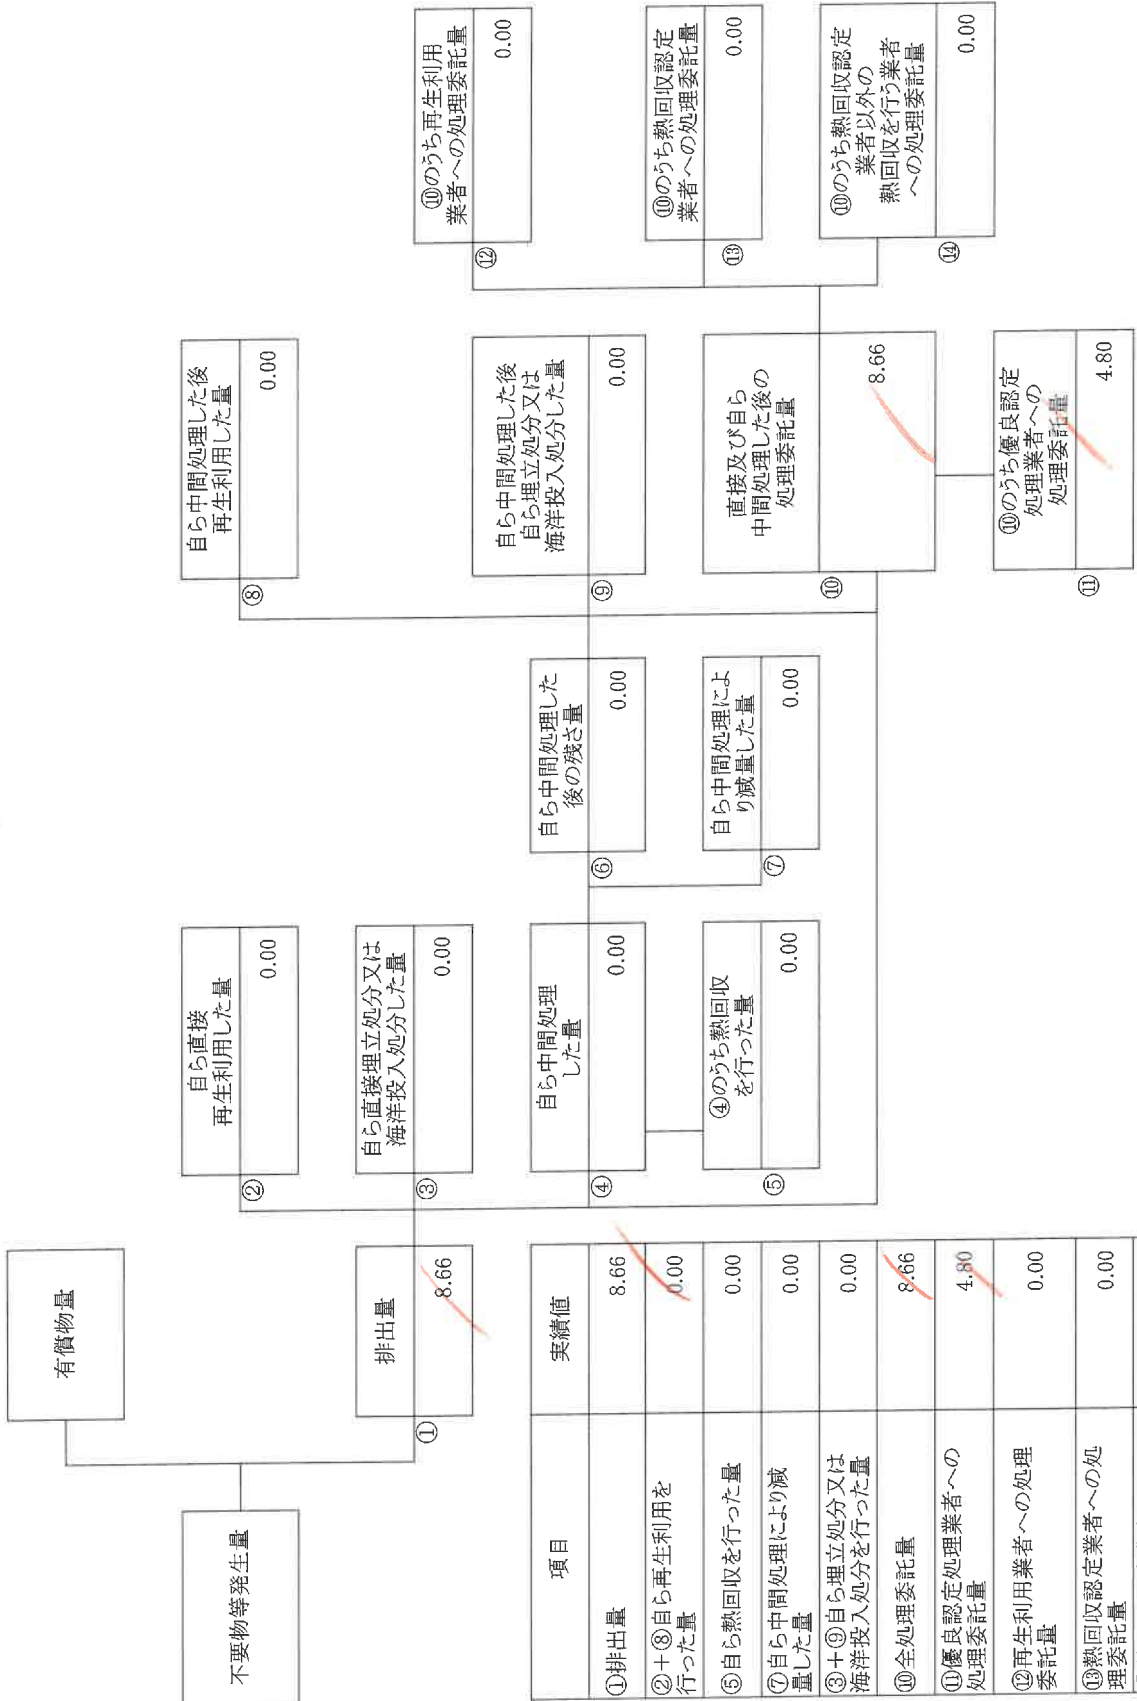 不要物等発生量
有償物量
排出量
①
8.66
自ら直接
再生利用した量
②
0.00
自ら直接埋立処分又は
海洋投入処分した量
③
0.00
自ら中間処理
した量
④
0.00
④のうち熱回収
を行った量
⑤
0.00
自ら中間処理した
後の残さ量
⑥
0.00
自ら中間処理によ
り減量した量
⑦
0.00
自ら中間処理した後
再生利用した量
⑧
0.00
自ら中間処理した後
自ら埋立処分又は
海洋投入処分した量
⑨
0.00
直接及び自ら
中間処理した後の
処理委託量
⑩
8.66
⑩のうち優良認定
処理業者への
処理委託量
⑪
4.80
⑩のうち再生利用
業者への処理委託量
⑫
0.00
⑩のうち熱回収認定
業者への処理委託量
⑬
0.00
⑩のうち熱回収認定
業者以外の
熱回収を行う業者
への処理委託量
⑭
0.00
項目 実績値
①排出量 8.66
②+⑧自ら再生利用を
行った量 0.00
⑤自ら熱回収を行った量 0.00
⑦自ら中間処理により減
量した量 0.00
③+⑨自ら埋立処分又は
海洋投入処分を行った量 0.00
⑩全処理委託量 8.66
⑪優良認定処理業者への
処理委託量 4.80
⑫再生利用業者への処理
委託量 0.00
⑬熱回収認定業者への処
理委託量 0.00